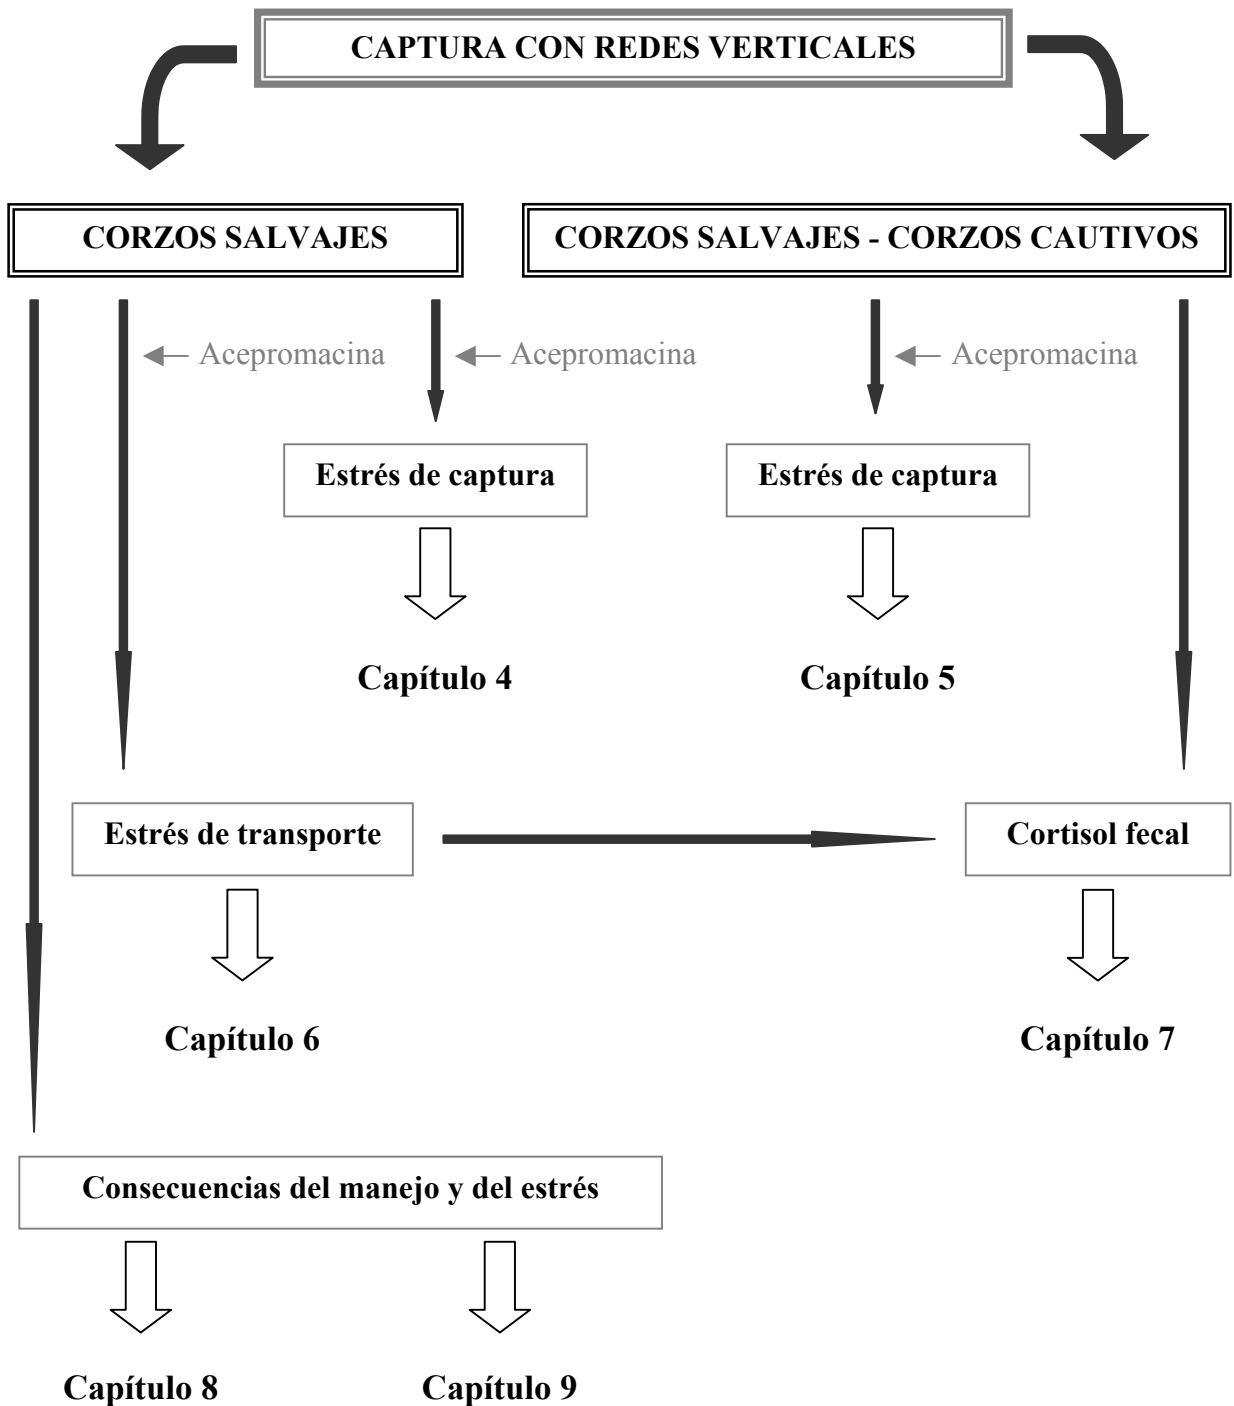 CAPTURA CON REDES VERTICALES
CORZOS SALVAJES
CORZOS SALVAJES - CORZOS CAUTIVOS
Acepromacina
Acepromacina
Acepromacina
Estrés de captura
Estrés de captura
Capítulo 4
Capítulo 5
Estrés de transporte
Cortisol fecal
Capítulo 6
Capítulo 7
Consecuencias del manejo y del estrés
Capítulo 8
Capítulo 9